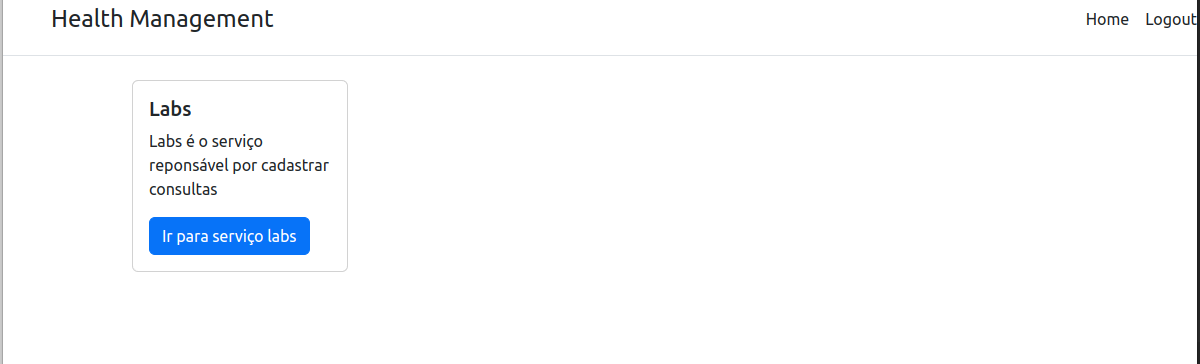 Health Management
Home Logout
Labs
Labs é o serviço
reponsável por cadastrar
consultas
Ir para serviço labs